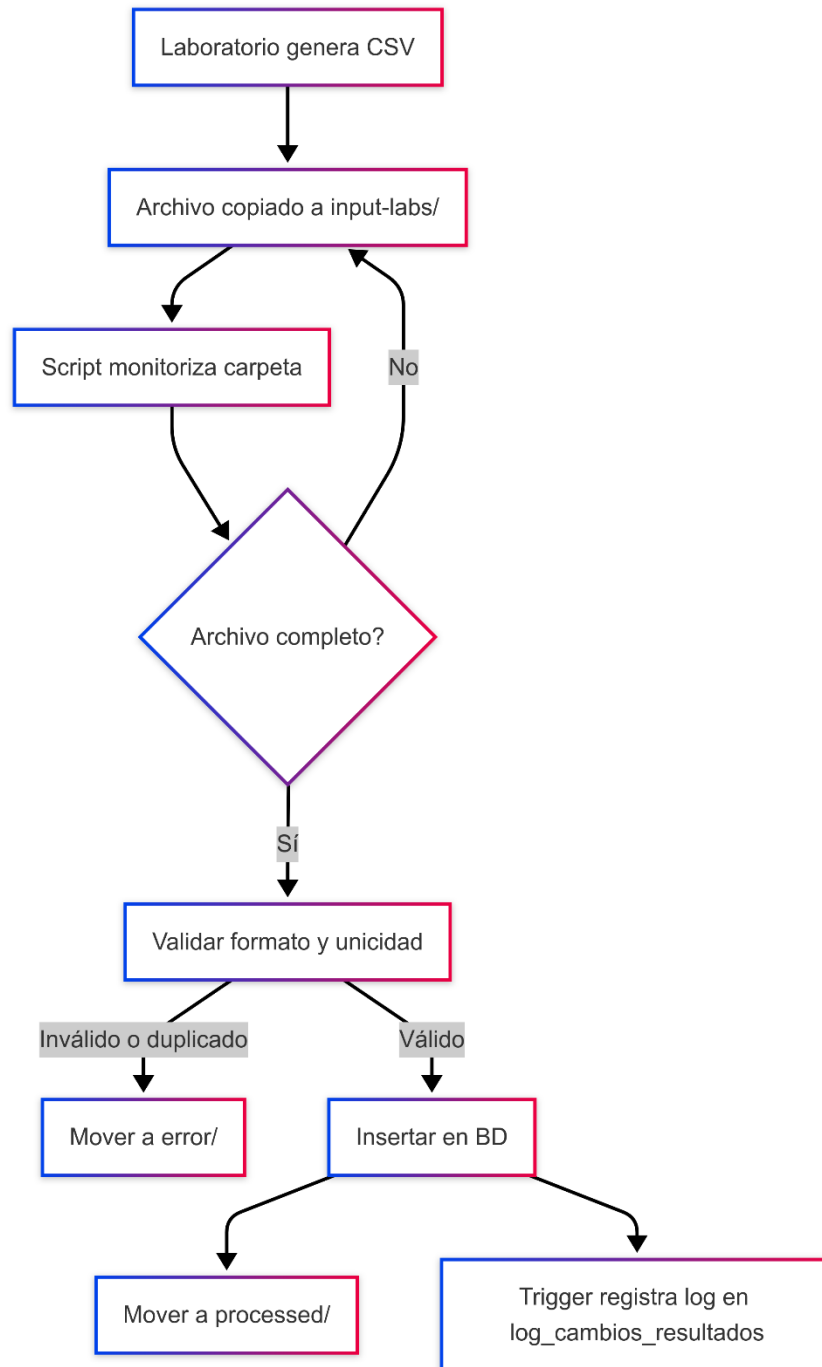 Laboratorio genera CSV
Archivo copiado a input-labs/
Script monitoriza carpeta
No
Archivo completo?
Sí
Validar formato y unicidad
Inválido o duplicado
Válido
Mover a error/
Insertar en BD
Mover a processed/
Trigger registra log en
log_cambios_resultados